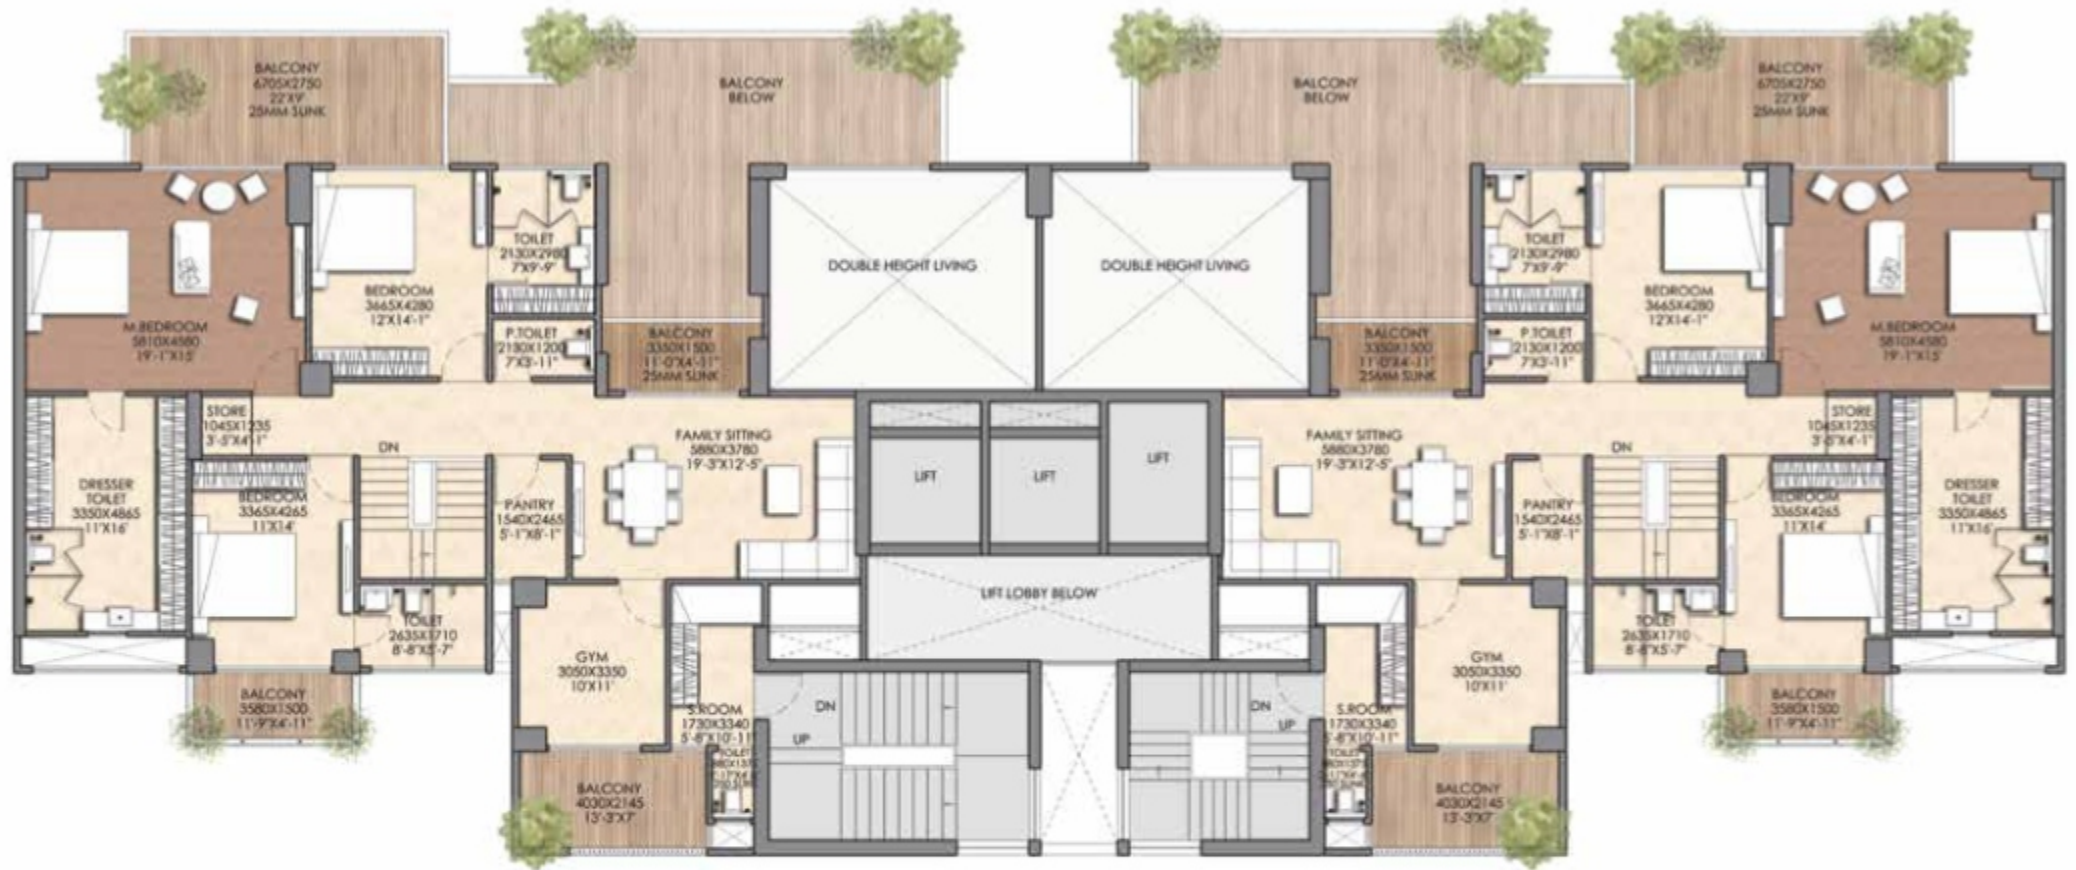 BALCONY
6705X2750
22'X9'
25MM SUNK
BALCONY
BELOW
BALCONY
BELOW
BALCONY
6705X2750
22'X9'
25MM SUNK
M.BEDROOM
5810X4580
19'-1"X15'
BEDROOM
3665X4280
12'X14'-1"
TOILET
2130X2980
7'X9'-9"
P.TOILET
2130X1200
7'X3'-11"
BALCONY
3350X1500
11'-0"X4'-11"
25MM SUNK
DOUBLE HEIGHT LIVING
DOUBLE HEIGHT LIVING
BALCONY
3350X1500
11'-0"X4'-11"
25MM SUNK
TOILET
2130X2980
7'X9'-9"
P.TOILET
2130X1200
7'X3'-11"
BEDROOM
3665X4280
12'X14'-1"
M.BEDROOM
5810X4580
19'-1"X15'
STORE
1045X1235
3'-5"X4'-1"
DN
FAMILY SITTING
5880X3780
19'-3"X12'-5"
LIFT
LIFT
LIFT
FAMILY SITTING
5880X3780
19'-3"X12'-5"
DN
STORE
1045X1235
3'-5"X4'-1"
DRESSER
TOILET
3350X4865
11'X16'
BEDROOM
3365X4265
11'X14'
PANTRY
1540X2465
5'-1"X8'-1"
PANTRY
1540X2465
5'-1"X8'-1"
BEDROOM
3365X4265
11'X14'
DRESSER
TOILET
3350X4865
11'X16'
LIFT LOBBY BELOW
TOILET
2635X1710
8'-8"X5'-7"
GYM
3050X3350
10'X11'
GYM
3050X3350
10'X11'
TOILET
2635X1710
8'-8"X5'-7"
BALCONY
3580X1500
11'-9"X4'-11"
S.ROOM
1730X3340
5'-8"X10'-11"
TOILET
DN
UP
DN
UP
S.ROOM
1730X3340
5'-8"X10'-11"
TOILET
BALCONY
3580X1500
11'-9"X4'-11"
BALCONY
4030X2145
13'-3"X7'
BALCONY
4030X2145
13'-3"X7'